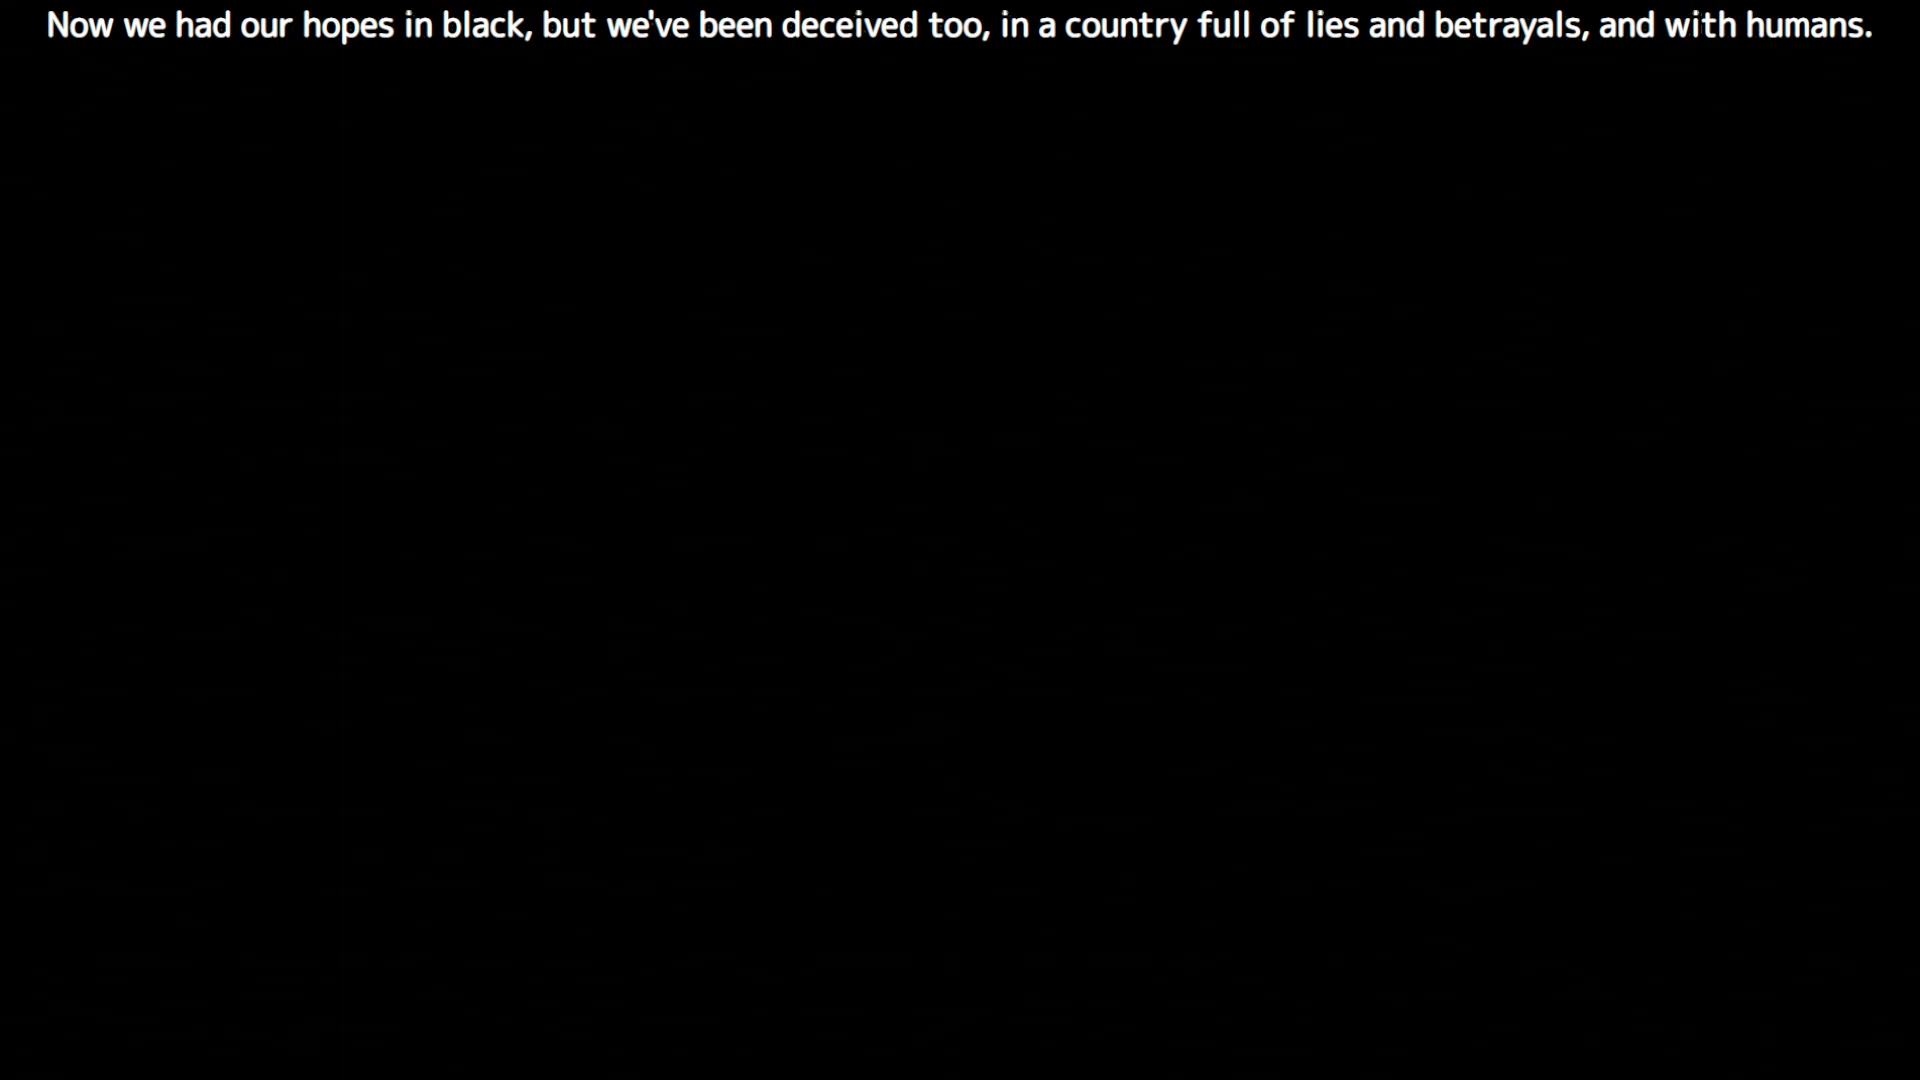 Now we had our hopes in black, but we've been deceived too, in a country full of lies and betrayals, and with humans.